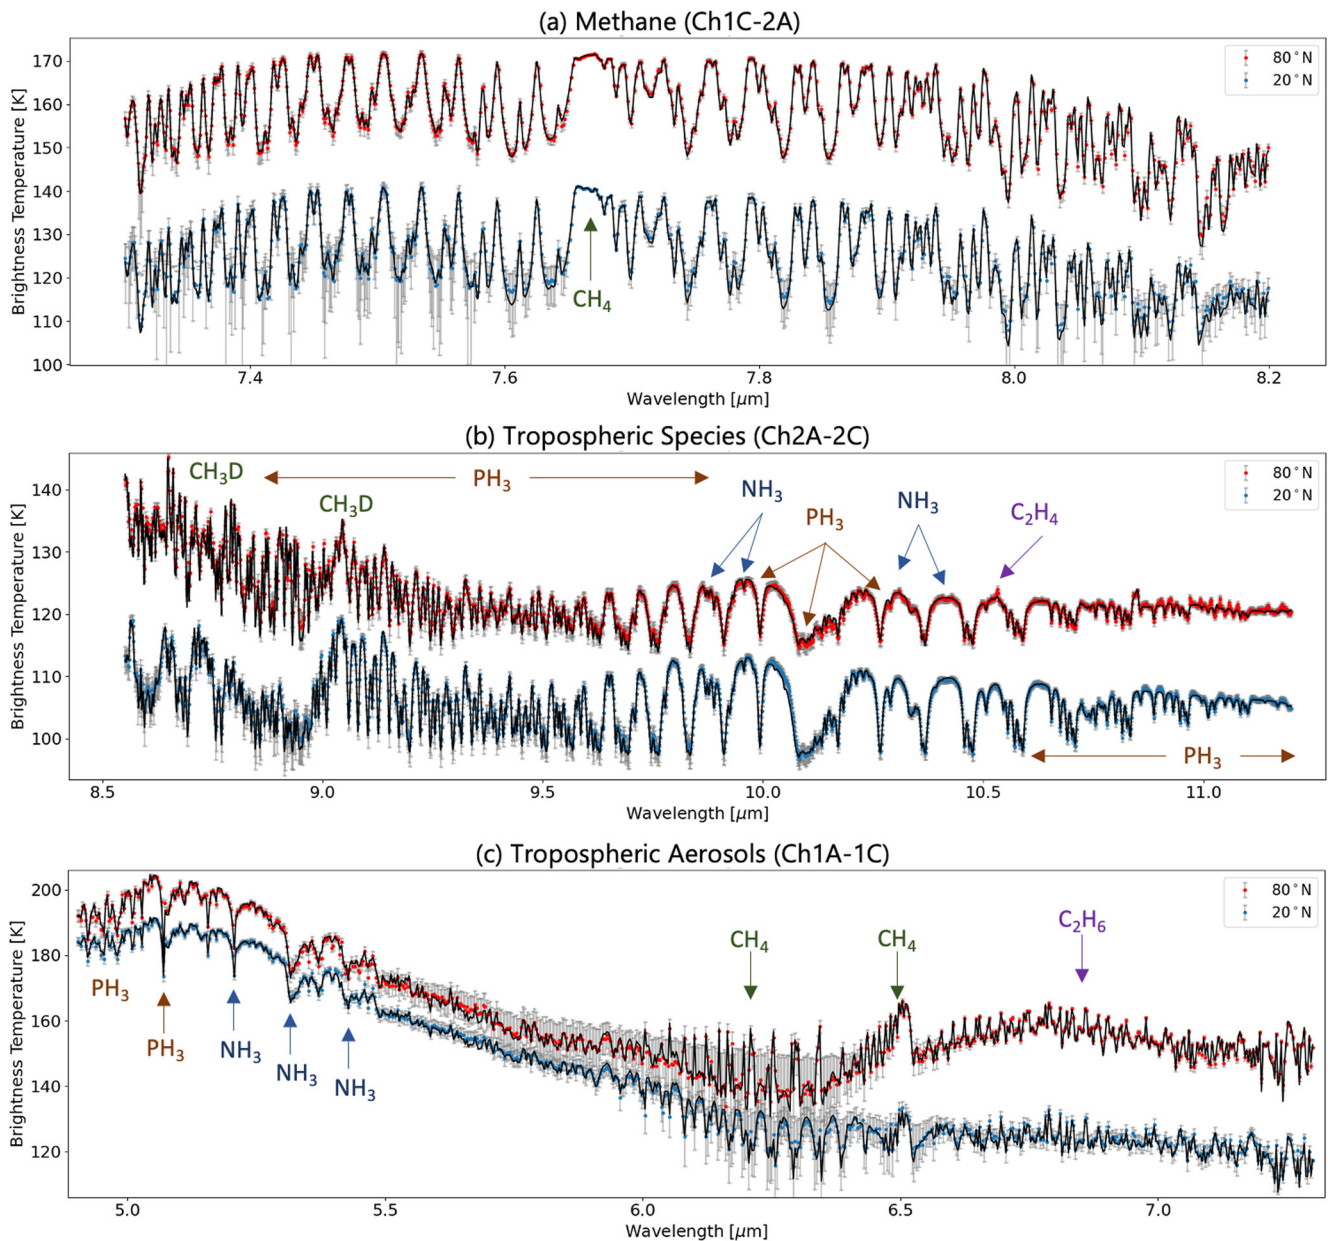 (a) Methane (Ch1C-2A)
Brightness Temperature [K]
170
160
150
140
130
120
110
100
80°N
20°N
CH₄
7.4 7.6 7.8 8.0 8.2
Wavelength [μm]
(b) Tropospheric Species (Ch2A-2C)
Brightness Temperature [K]
140
130
120
110
100
80°N
20°N
CH₃D
PH₃
CH₃D
NH₃
PH₃
NH₃
C₂H₄
PH₃
8.5 9.0 9.5 10.0 10.5 11.0
Wavelength [μm]
(c) Tropospheric Aerosols (Ch1A-1C)
Brightness Temperature [K]
200
180
160
140
120
80°N
20°N
PH₃
PH₃
NH₃
NH₃
NH₃
CH₄
CH₄
C₂H₆
5.0 5.5 6.0 6.5 7.0
Wavelength [μm]